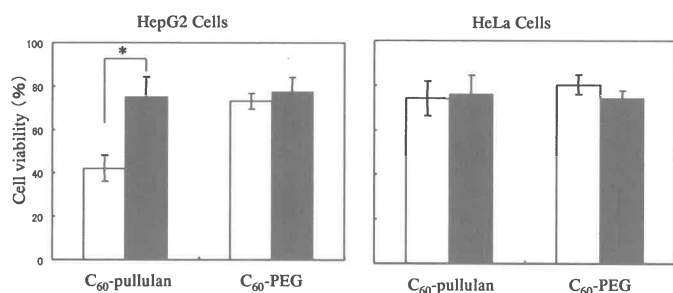 HepG2 Cells
HeLa Cells
Cell viability (%)
100
80
60
40
20
0
*
C60-pullulan
C60-PEG
C60-pullulan
C60-PEG